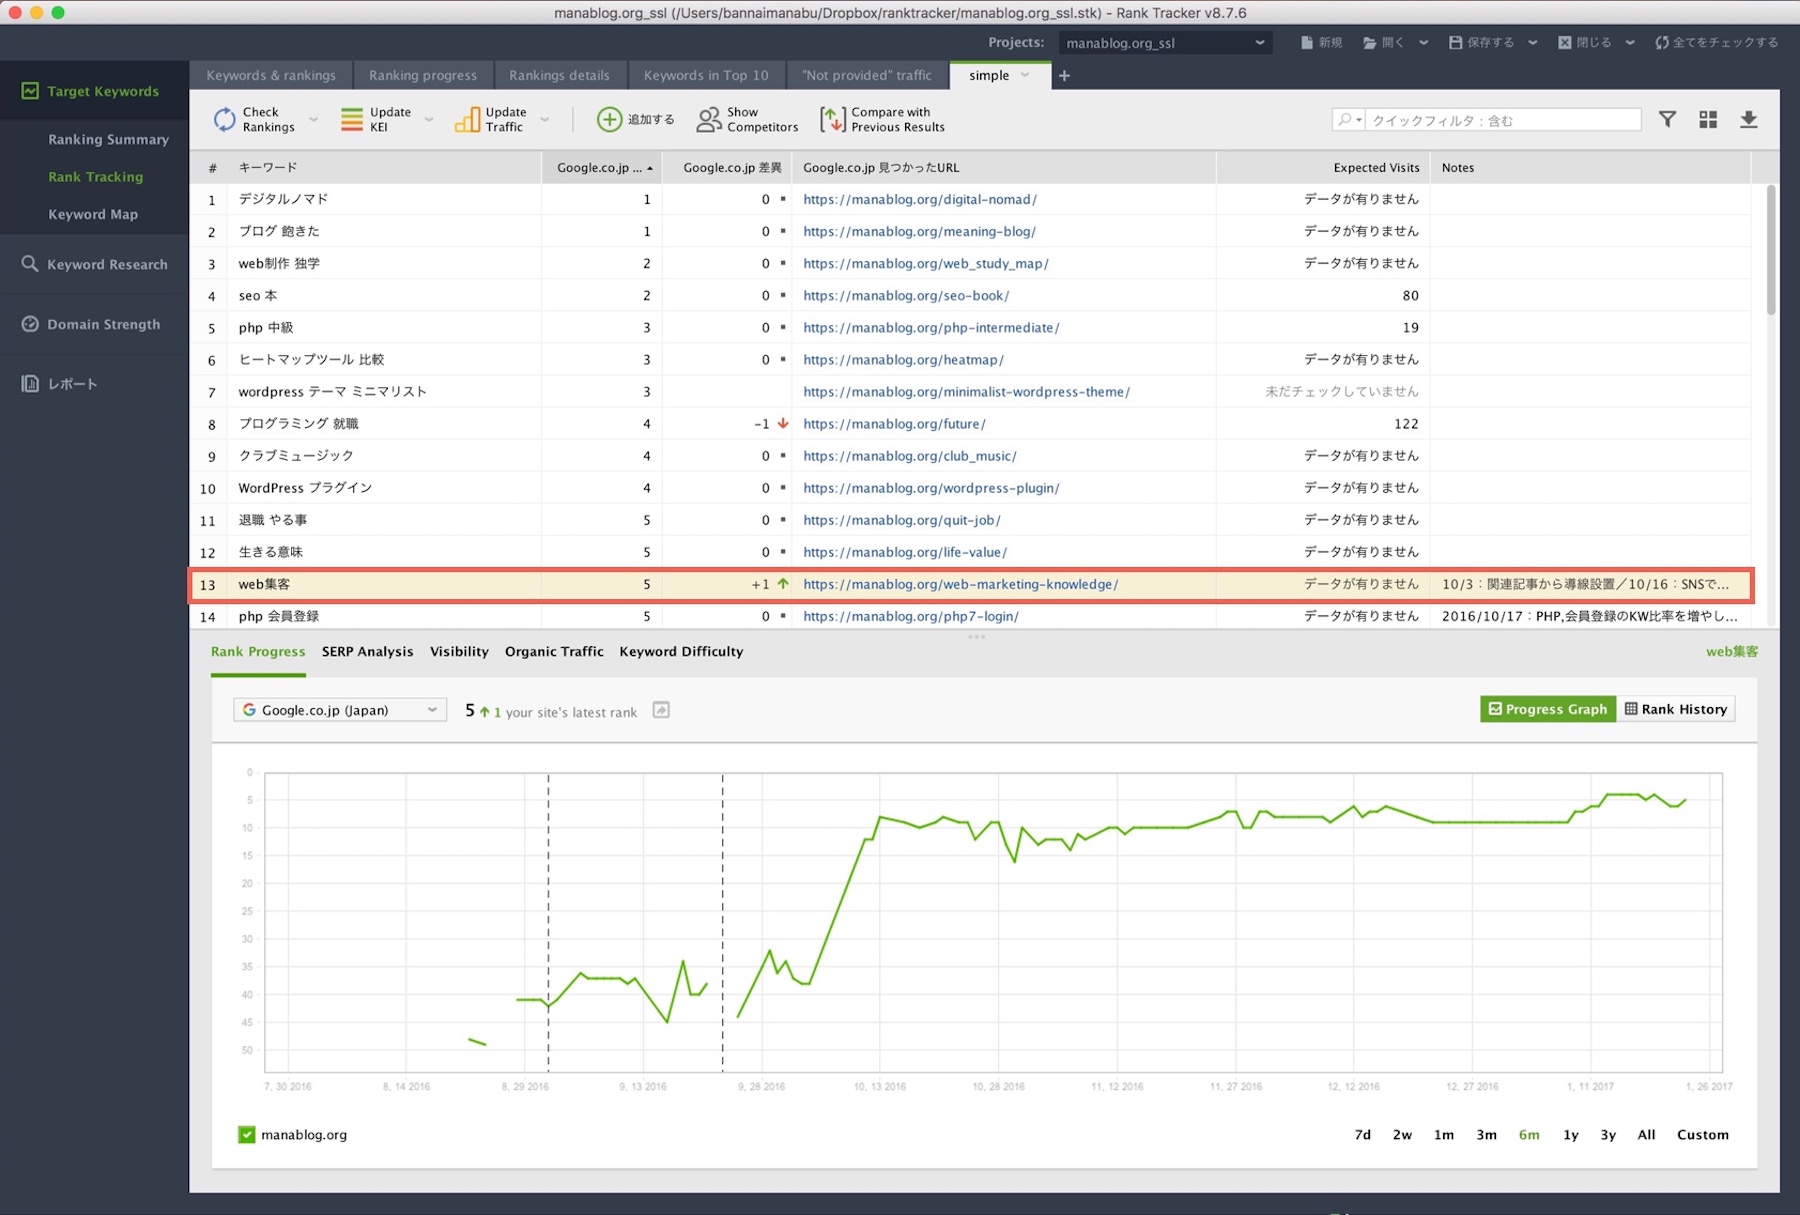 manablog.org_ssl (/Users/bannaimanabu/Dropbox/ranktracker/manablog.org_ssl.stk) - Rank Tracker v8.7.6
Projects: manablog.org_ssl 新規 開く 保存する 閉じる 全てをチェックする
Target Keywords
Ranking Summary
Rank Tracking
Keyword Map
Keyword Research
Domain Strength
レポート
Keywords & rankings Ranking progress Rankings details Keywords in Top 10 "Not provided" traffic simple +
Check Rankings Update KEI Update Traffic 追加する Show Competitors Compare with Previous Results クイックフィルタ：含む
# キーワード Google.co.jp ... Google.co.jp 差異 Google.co.jp 見つかったURL Expected Visits Notes
1 デジタルノマド 1 0 https://manablog.org/digital-nomad/ データが有りません
2 ブログ 飽きた 1 0 https://manablog.org/meaning-blog/ データが有りません
3 web制作 独学 2 0 https://manablog.org/web_study_map/ データが有りません
4 seo 本 2 0 https://manablog.org/seo-book/ 80
5 php 中級 3 0 https://manablog.org/php-intermediate/ 19
6 ヒートマップツール 比較 3 0 https://manablog.org/heatmap/ データが有りません
7 wordpress テーマ ミニマリスト 3 https://manablog.org/minimalist-wordpress-theme/ 未だチェックしていません
8 プログラミング 就職 4 -1 https://manablog.org/future/ 122
9 クラブミュージック 4 0 https://manablog.org/club_music/ データが有りません
10 WordPress プラグイン 4 0 https://manablog.org/wordpress-plugin/ データが有りません
11 退職 やる事 5 0 https://manablog.org/quit-job/ データが有りません
12 生きる意味 5 0 https://manablog.org/life-value/ データが有りません
13 web集客 5 +1 https://manablog.org/web-marketing-knowledge/ データが有りません 10/3：関連記事から導線設置／10/16：SNSで...
14 php 会員登録 5 0 https://manablog.org/php7-login/ データが有りません 2016/10/17：PHP,会員登録のKW比率を増やし...
Rank Progress SERP Analysis Visibility Organic Traffic Keyword Difficulty web集客
Google.co.jp (Japan) 5 1 your site's latest rank Progress Graph Rank History
0
5
10
15
20
25
30
35
40
45
50
7, 30 2016 8, 14 2016 8, 29 2016 9, 13 2016 9, 28 2016 10, 13 2016 10, 28 2016 11, 12 2016 11, 27 2016 12, 12 2016 12, 27 2016 1, 11 2017 1, 26 2017
manablog.org 7d 2w 1m 3m 6m 1y 3y All Custom